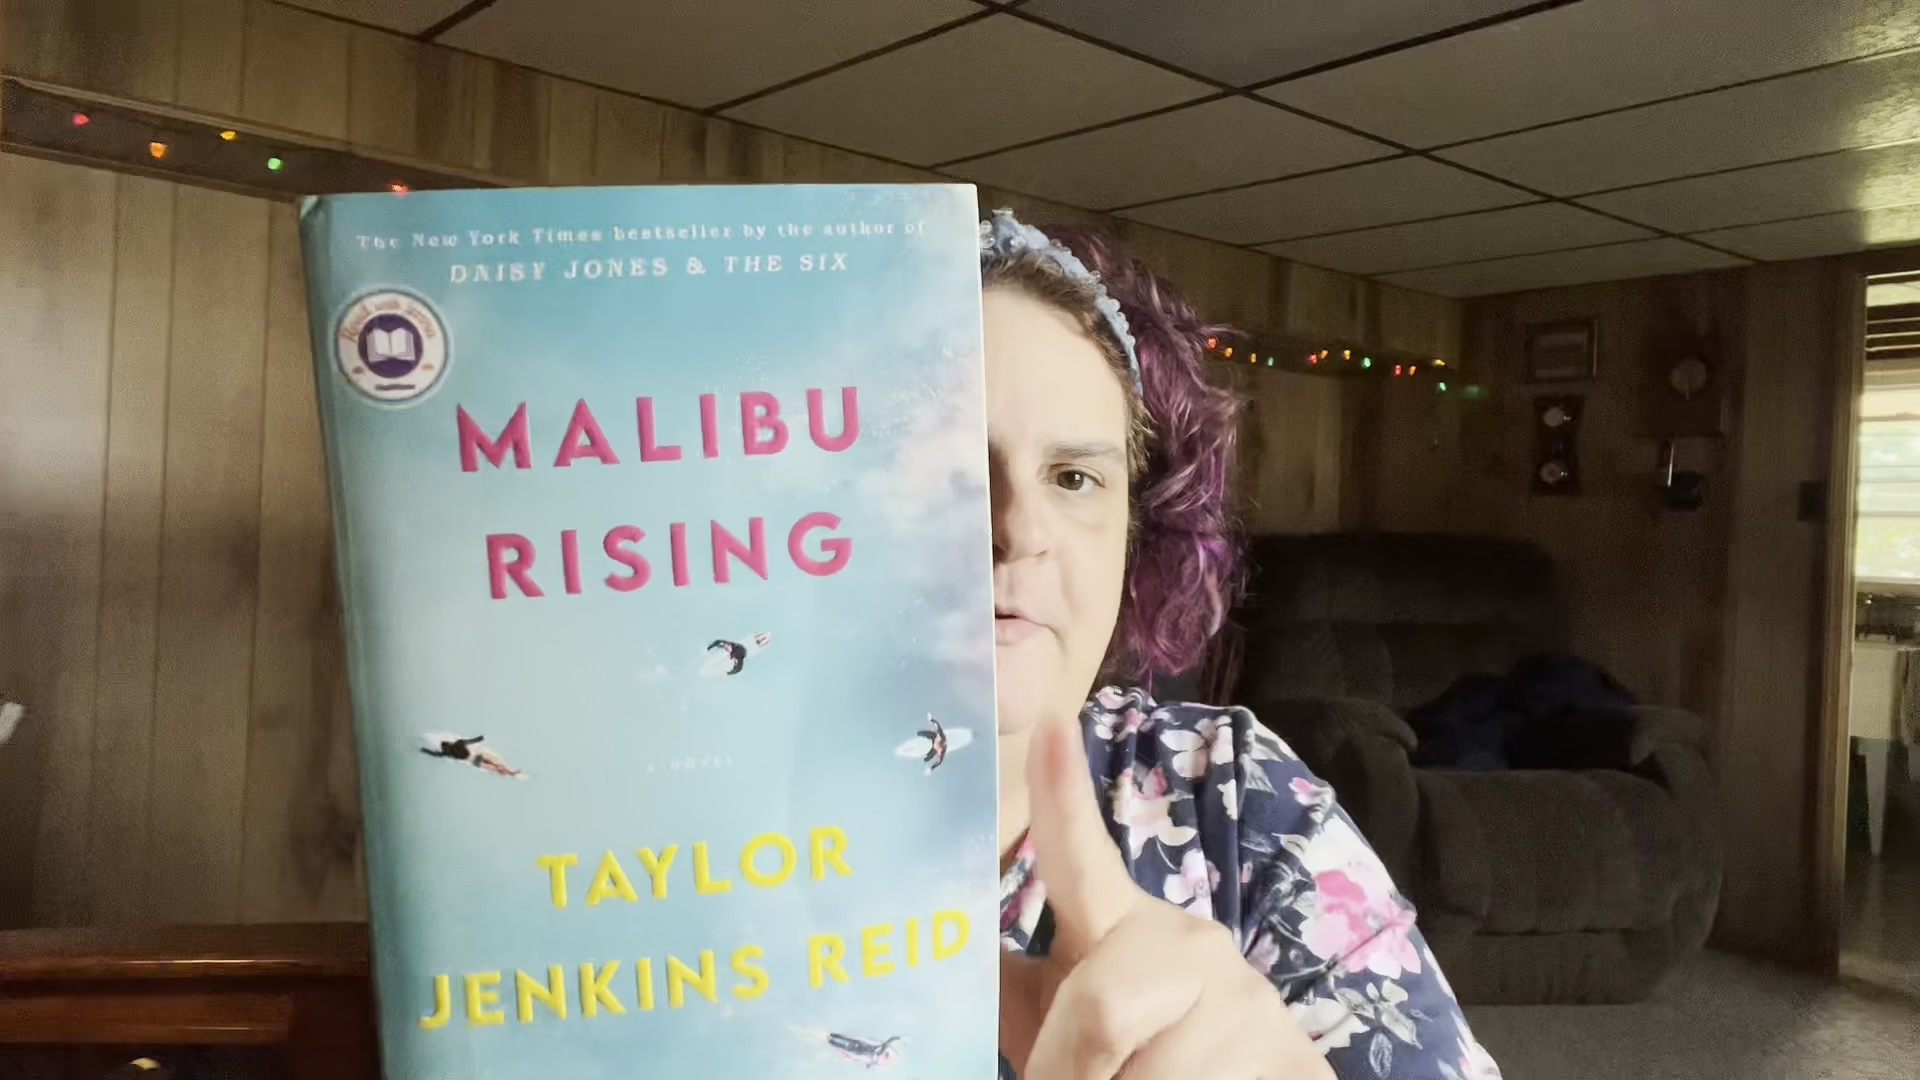 The New York Times bestseller by the author of
DAISY JONES & THE SIX
MALIBU
RISING
A NOVEL
TAYLOR
JENKINS REID